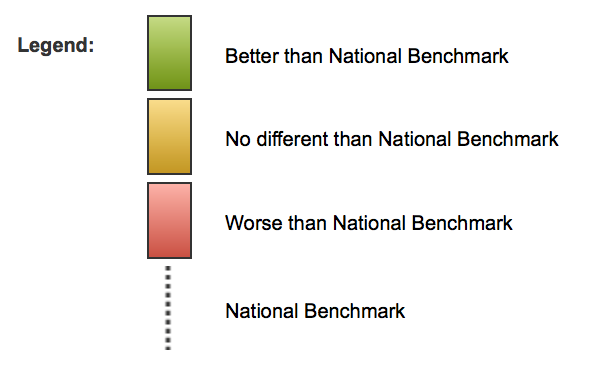 Legend:
Better than National Benchmark
No different than National Benchmark
Worse than National Benchmark
National Benchmark